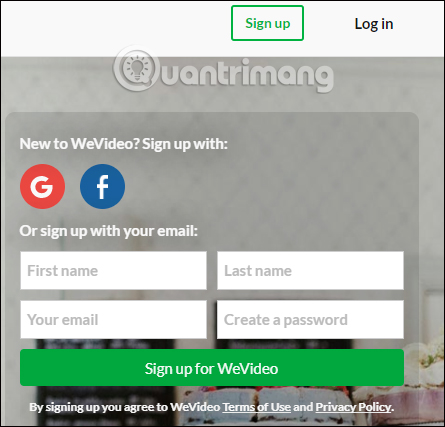 Sign up Log in
Quantrimang
New to WeVideo? Sign up with:
G f
Or sign up with your email:
First name Last name
Your email Create a password
Sign up for WeVideo
By signing up you agree to WeVideo Terms of Use and Privacy Policy.